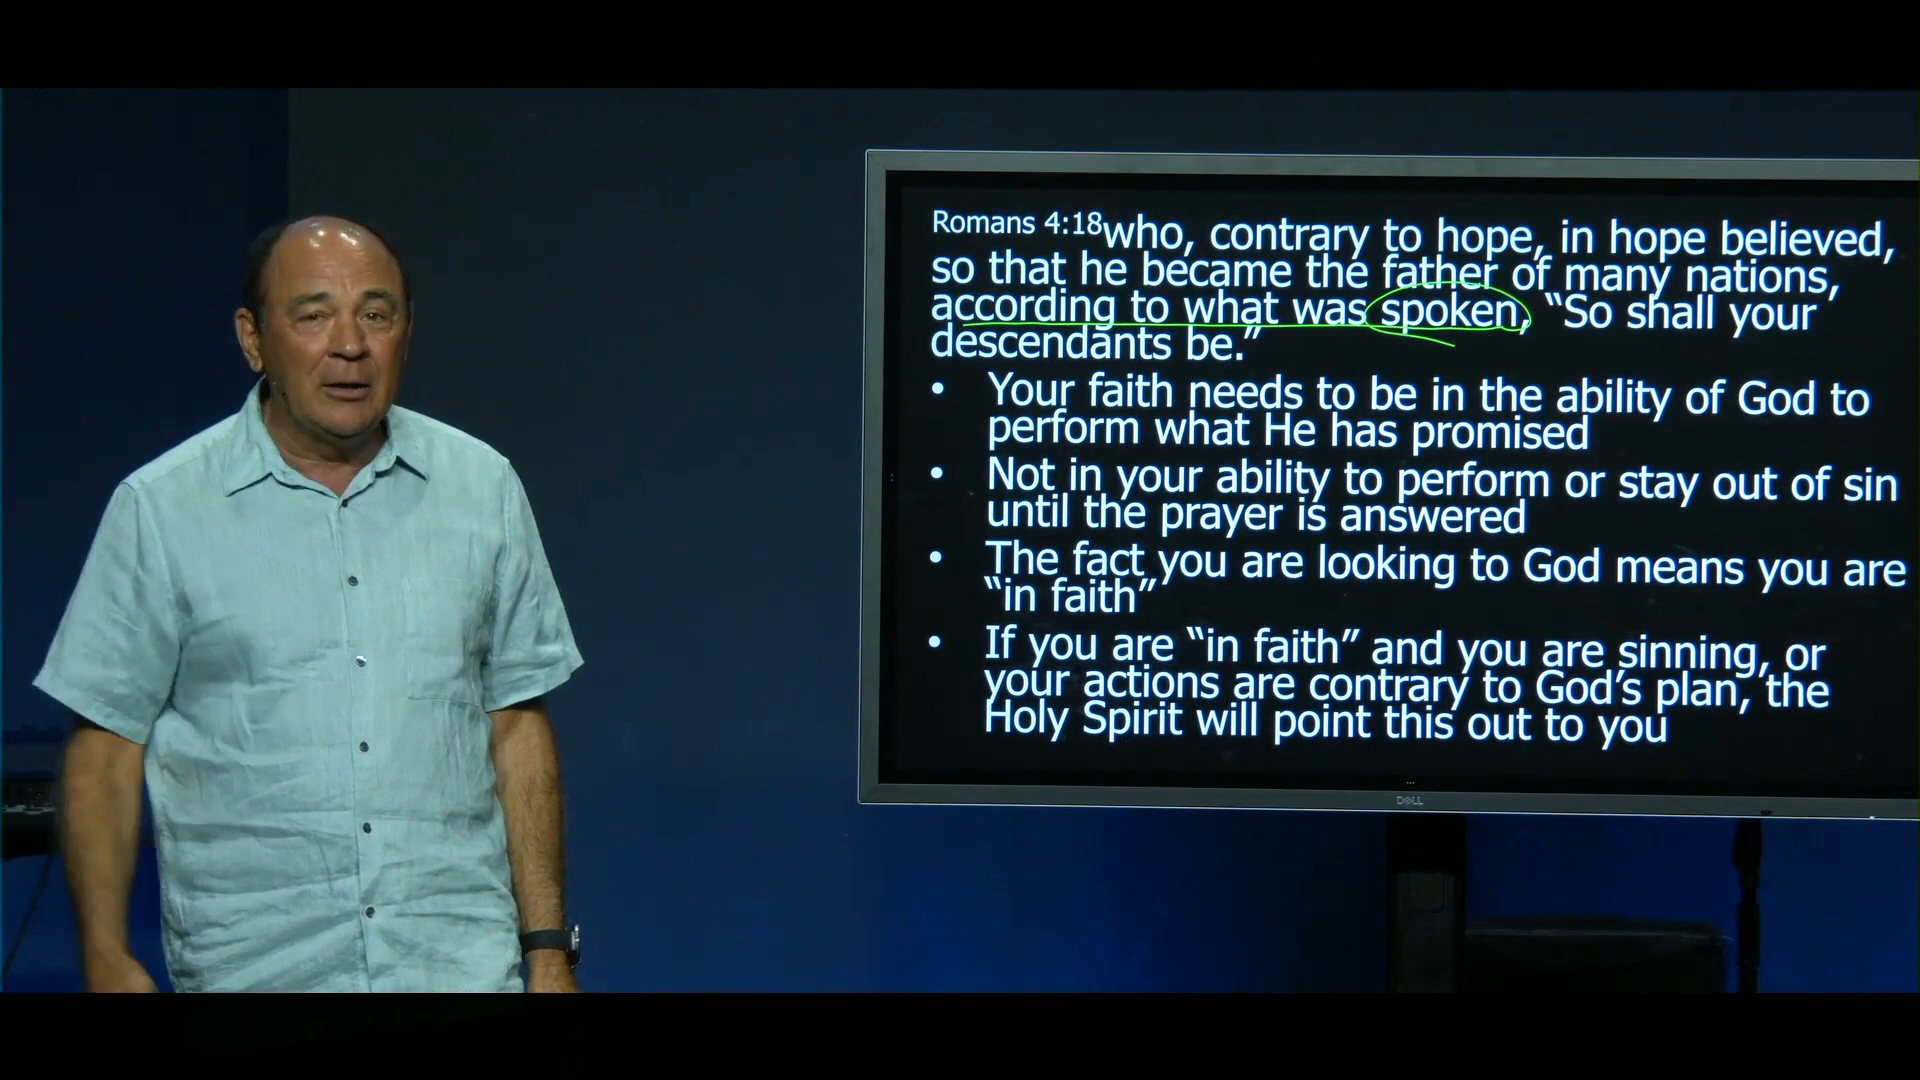 Romans 4:18who, contrary to hope, in hope believed,
so that he became the father of many nations,
according to what was spoken, “So shall your
descendants be.”
• Your faith needs to be in the ability of God to
perform what He has promised
• Not in your ability to perform or stay out of sin
until the prayer is answered
• The fact you are looking to God means you are
“in faith”
• If you are “in faith” and you are sinning, or
your actions are contrary to God’s plan, the
Holy Spirit will point this out to you
DELL